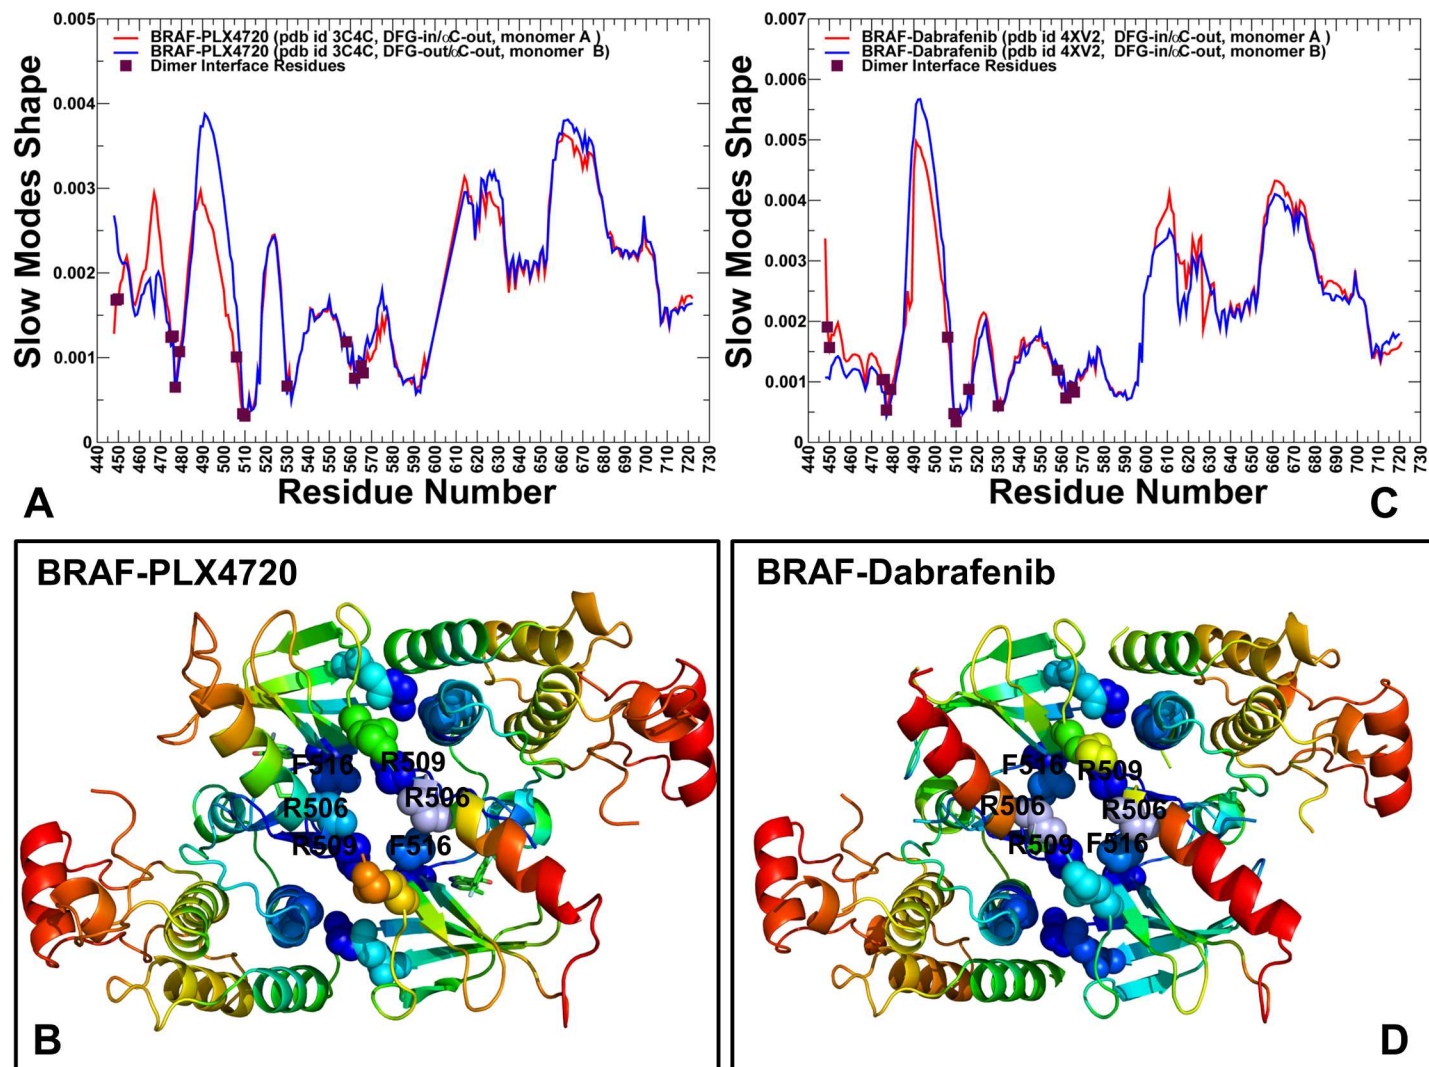 0.005
0.004
0.003
0.002
0.001
0
Slow Modes Shape
BRAF-PLX4720 (pdb id 3C4C, DFG-in/αC-out, monomer A )
BRAF-PLX4720 (pdb id 3C4C, DFG-out/αC-out, monomer B)
Dimer Interface Residues
440 450 460 470 480 490 500 510 520 530 540 550 560 570 580 590 600 610 620 630 640 650 660 670 680 690 700 710 720 730
Residue Number
A
0.007
0.006
0.005
0.004
0.003
0.002
0.001
0
Slow Modes Shape
BRAF-Dabrafenib (pdb id 4XV2, DFG-in/αC-out, monomer A )
BRAF-Dabrafenib (pdb id 4XV2, DFG-in/αC-out, monomer B)
Dimer Interface Residues
440 450 460 470 480 490 500 510 520 530 540 550 560 570 580 590 600 610 620 630 640 650 660 670 680 690 700 710 720 730
Residue Number
C
BRAF-PLX4720
F516 R509
R506 R506
R509 F516
B
BRAF-Dabrafenib
F516 R509
R506 R506
R509 F516
D